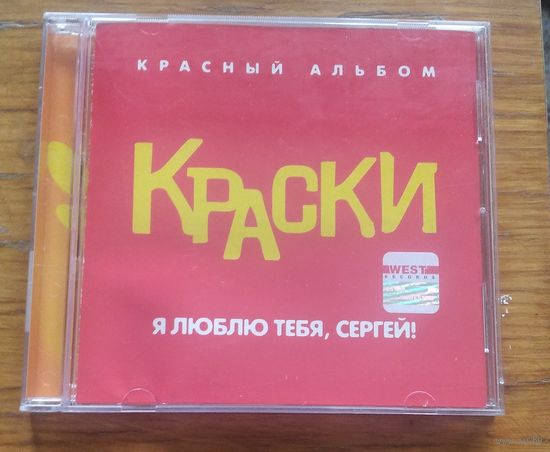 КРАСНЫЙ АЛЬБОМ
КРАСКИ
WEST
RECORDS
Я ЛЮБЛЮ ТЕБЯ, СЕРГЕЙ!